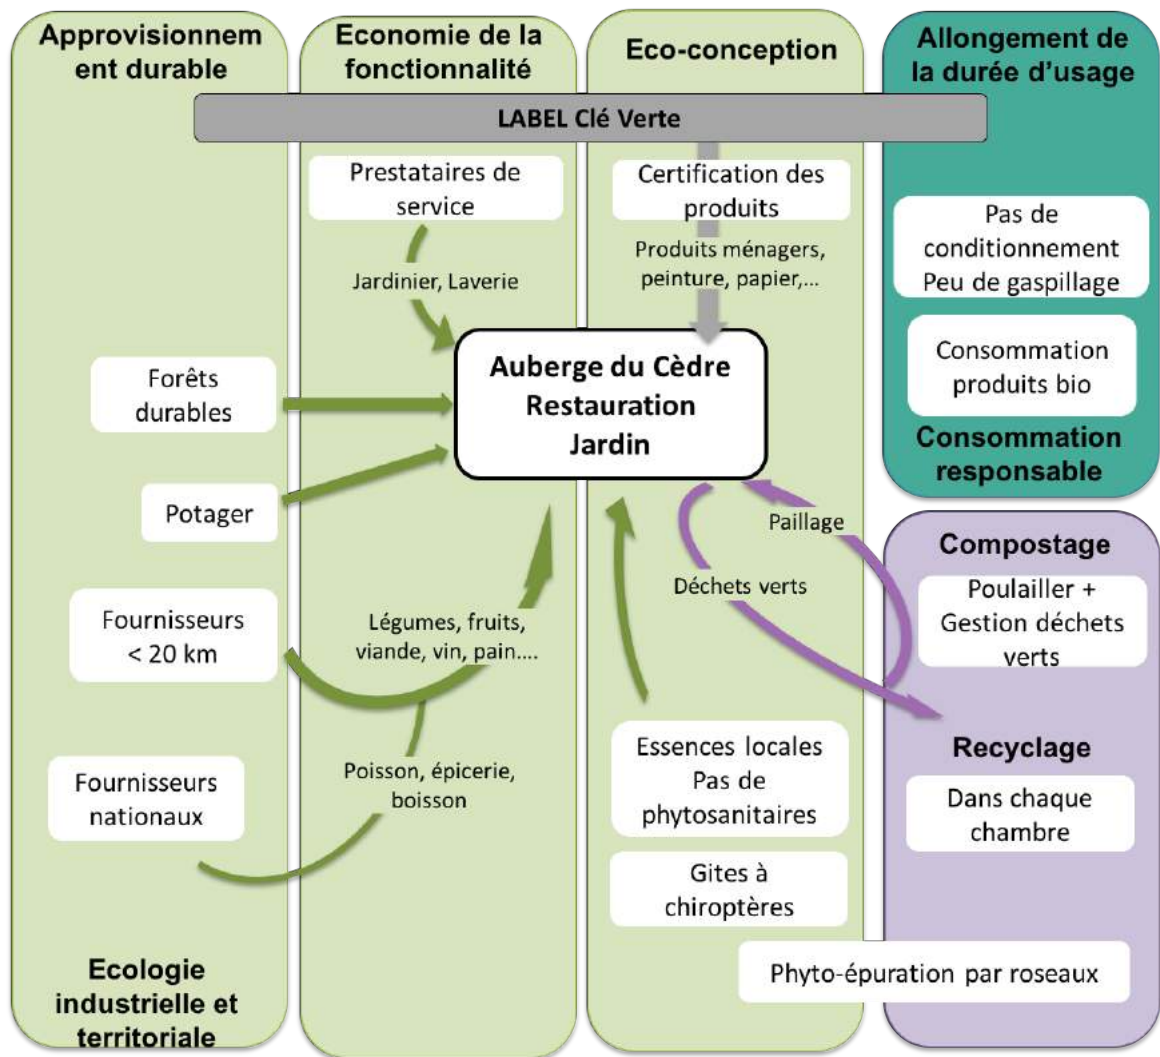 Approvisionnem
ent durable
Economie de la
fonctionnalité
Eco-conception
Allongement de
la durée d'usage
LABEL Clé Verte
Prestataires de
service
Jardinier, Laverie
Certification des
produits
Produits ménagers,
peinture, papier,...
Pas de
conditionnement
Peu de gaspillage
Consommation
produits bio
Consommation
responsable
Auberge du Cèdre
Restauration
Jardin
Forêts
durables
Potager
Fournisseurs
< 20 km
Légumes, fruits,
viande, vin, pain....
Fournisseurs
nationaux
Poisson, épicerie,
boisson
Déchets verts
Paillage
Compostage
Poulailler +
Gestion déchets
verts
Recyclage
Dans chaque
chambre
Essences locales
Pas de
phytosanitaires
Gites à
chiroptères
Phyto-épuration par roseaux
Ecologie
industrielle et
territoriale